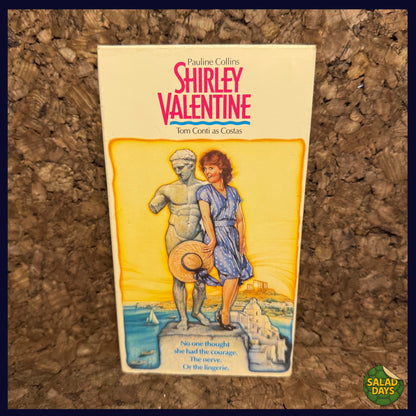 Pauline Collins
SHIRLEY
VALENTINE
Tom Conti as Costas
No one thought
she had the courage.
The nerve.
Or the lingerie.
SALAD
DAYS